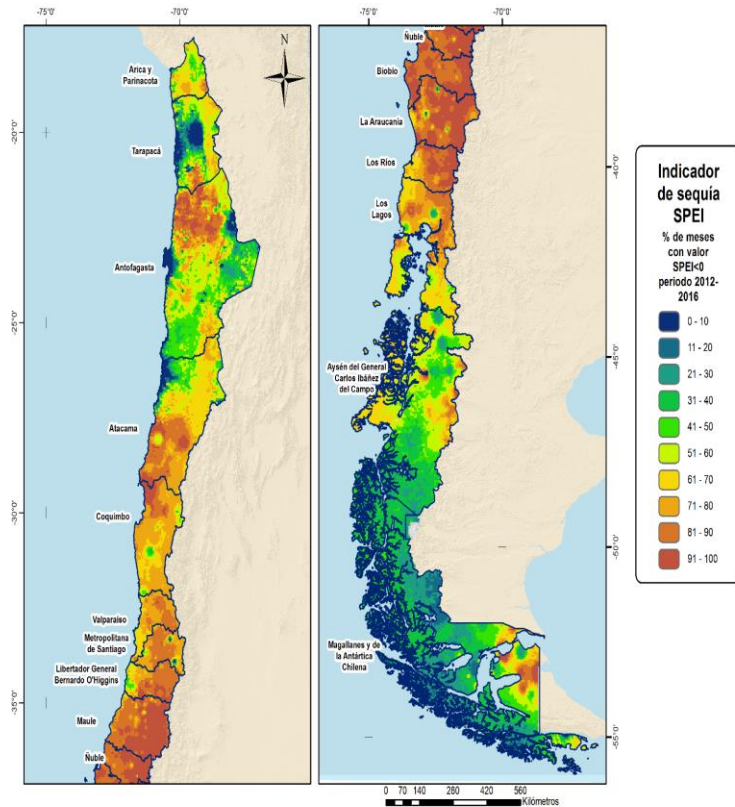 -75°0'
-70°0'
N
Arica y
Parinacota
-20°0'
Tarapacá
Antofagasta
-25°0'
Atacama
-30°0'
Coquimbo
Valparaíso
Metropolitana
de Santiago
Libertador General
Bernardo O'Higgins
-35°0'
Maule
Ñuble
-75°0'
-70°0'
Ñuble
Biobío
La Araucanía
-40°0'
Los Ríos
Los
Lagos
-45°0'
Aysén del General
Carlos Ibáñez
del Campo
-50°0'
Magallanes y de
la Antártica
Chilena
-55°0'
0 70 140 280 420 560
Kilómtros
Indicador
de sequía
SPEI
% de meses
con valor
SPEI<0
periodo 2012-
2016
0 - 10
11 - 20
21 - 30
31 - 40
41 - 50
51 - 60
61 - 70
71 - 80
81 - 90
91 - 100